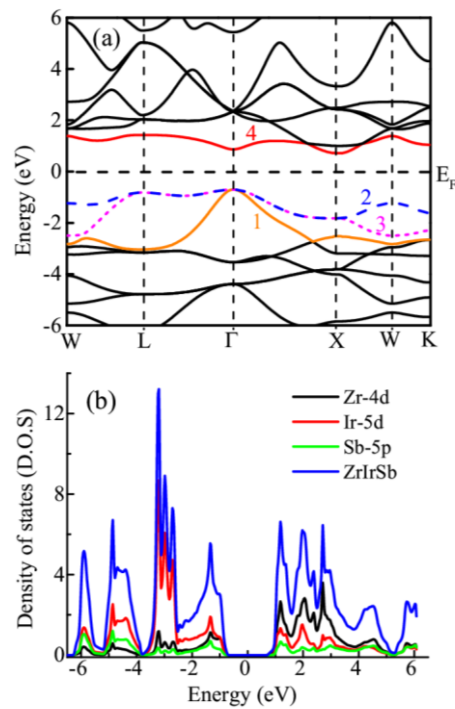 (a)
6
4
2
0
-2
-4
-6
Energy (eV)
4
2
3
1
E_F
W L Γ X W K
(b)
Zr-4d
Ir-5d
Sb-5p
ZrIrSb
12
8
4
0
Density of states (D.O.S)
-6 -4 -2 0 2 4 6
Energy (eV)